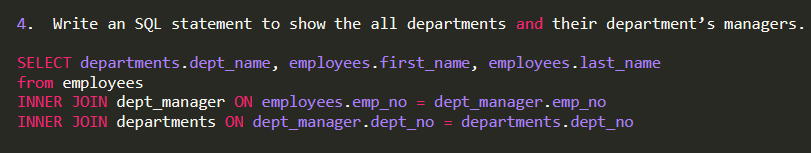 4.  Write an SQL statement to show the all departments and their department’s managers.
SELECT departments.dept_name, employees.first_name, employees.last_name
from employees
INNER JOIN dept_manager ON employees.emp_no = dept_manager.emp_no
INNER JOIN departments ON dept_manager.dept_no = departments.dept_no